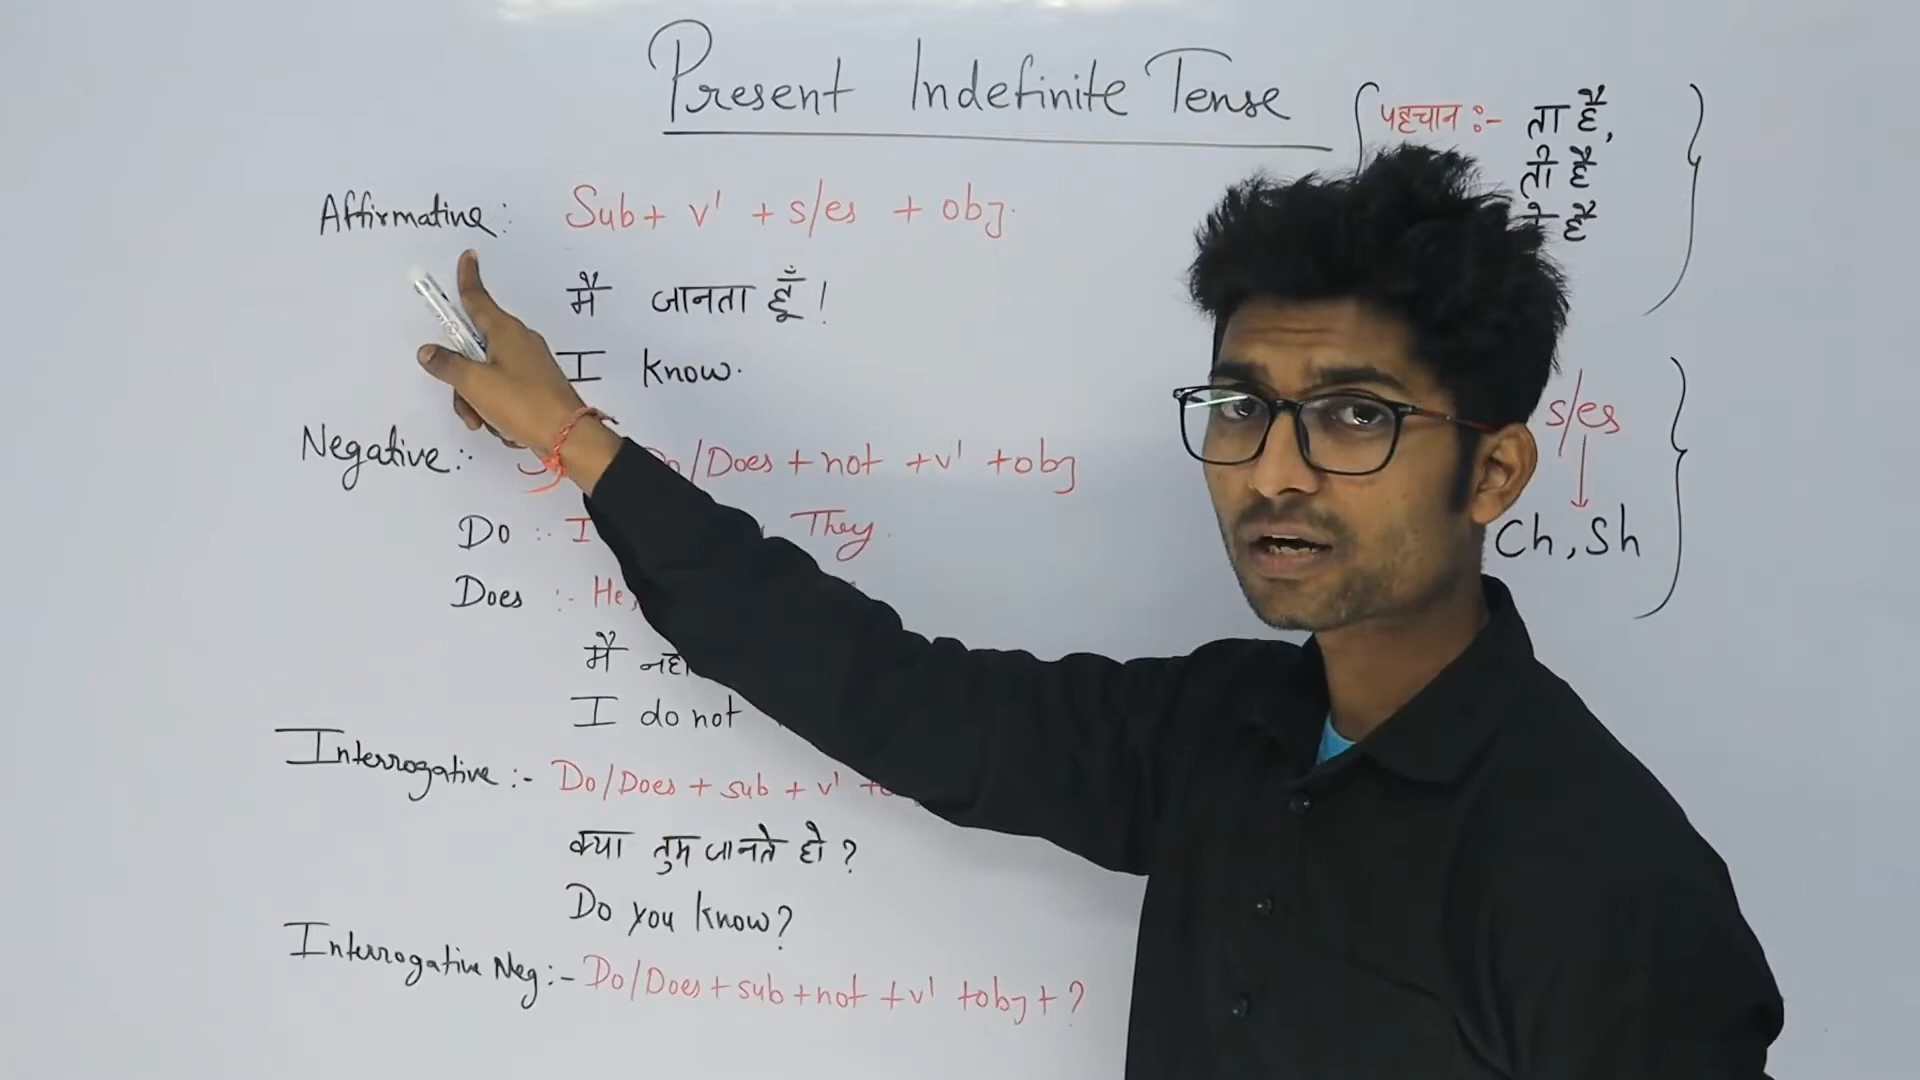 Present Indefinite Tense
पहचान :- ता है,
ती है
ते है
Affirmative: Sub + v' + s/es + obj.
मैं जानता हूँ!
I know.
Negative :- Do/Does + not + v' + obj
Do :- I They.
Does :- He,
मैं
I do not
Interrogative :- Do/Does + sub + v' +
क्या तुम जानते हो ?
Do you know?
Interrogative Neg :- Do/Does + sub + not + v' + obj + ?
s/es
Ch, Sh